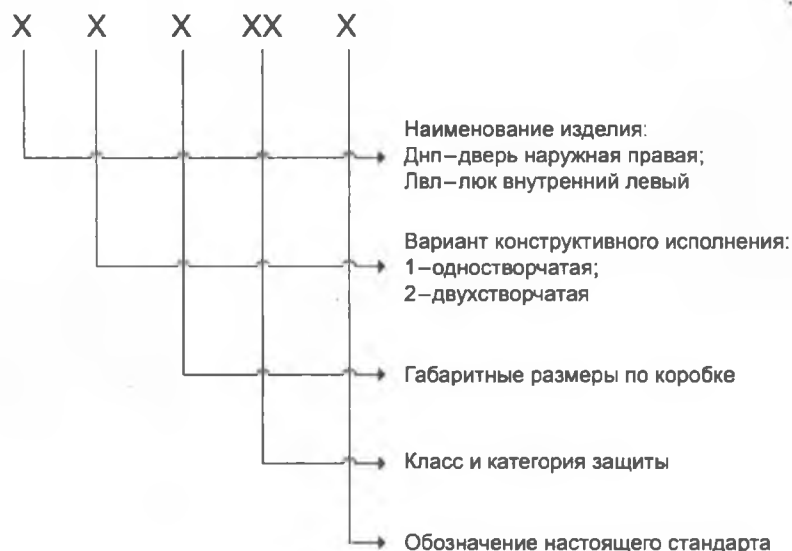 X X X XX X
Наименование изделия:
Днп–дверь наружная правая;
Лвл–люк внутренний левый
Вариант конструктивного исполнения:
1–одностворчатая;
2–двухстворчатая
Габаритные размеры по коробке
Класс и категория защиты
Обозначение настоящего стандарта